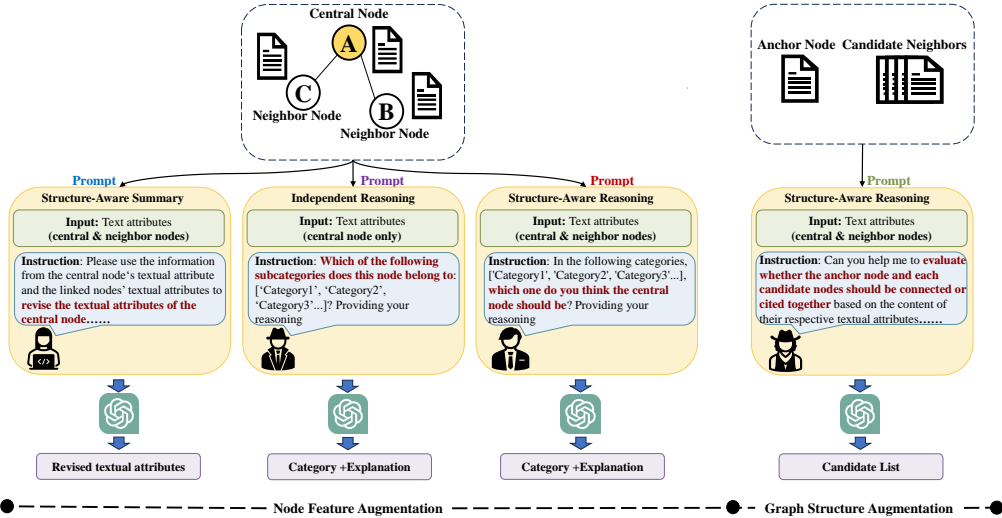 Central Node
A
C
B
Neighbor Node
Neighbor Node
Anchor Node
Candidate Neighbors
Prompt
Structure-Aware Summary
Input: Text attributes
(central & neighbor nodes)
Instruction: Please use the information
from the central node‘s textual attribute
and the linked nodes’ textual attributes to
revise the textual attributes of the
central node……
</>
Revised textual attributes
Prompt
Independent Reasoning
Input: Text attributes
(central node only)
Instruction: Which of the following
subcategories does this node belong to:
[‘Category1’, ‘Category2’,
‘Category3’...]? Providing your
reasoning
Category +Explanation
Prompt
Structure-Aware Reasoning
Input: Text attributes
(central & neighbor nodes)
Instruction: In the following categories,
['Category1', 'Category2', 'Category3'...],
which one do you think the
central node should be? Providing your
reasoning
Category +Explanation
Prompt
Structure-Aware Reasoning
Input: Text attributes
(central & neighbor nodes)
Instruction: Can you help me to evaluate
whether the anchor node and each
candidate nodes should be connected or
cited together based on the content of
their respective textual attributes……
Candidate List
Node Feature Augmentation
Graph Structure Augmentation